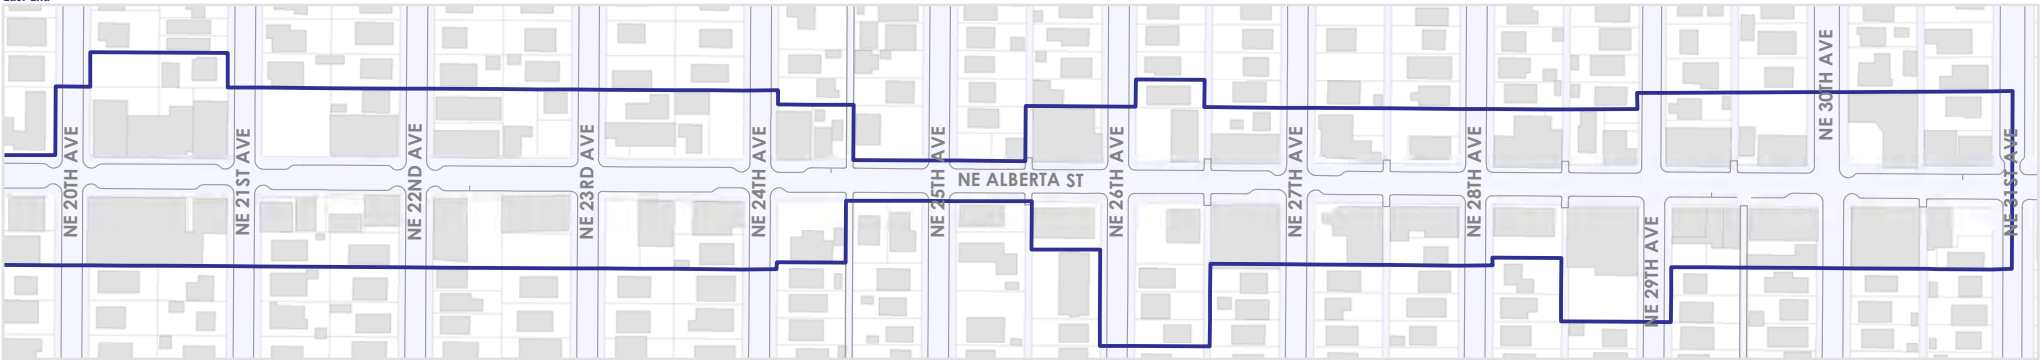 East End
NE 20TH AVE
NE 21ST AVE
NE 22ND AVE
NE 23RD AVE
NE 24TH AVE
NE 25TH AVE
NE ALBERTA ST
NE 26TH AVE
NE 27TH AVE
NE 28TH AVE
NE 29TH AVE
NE 30TH AVE
NE 31ST AVE